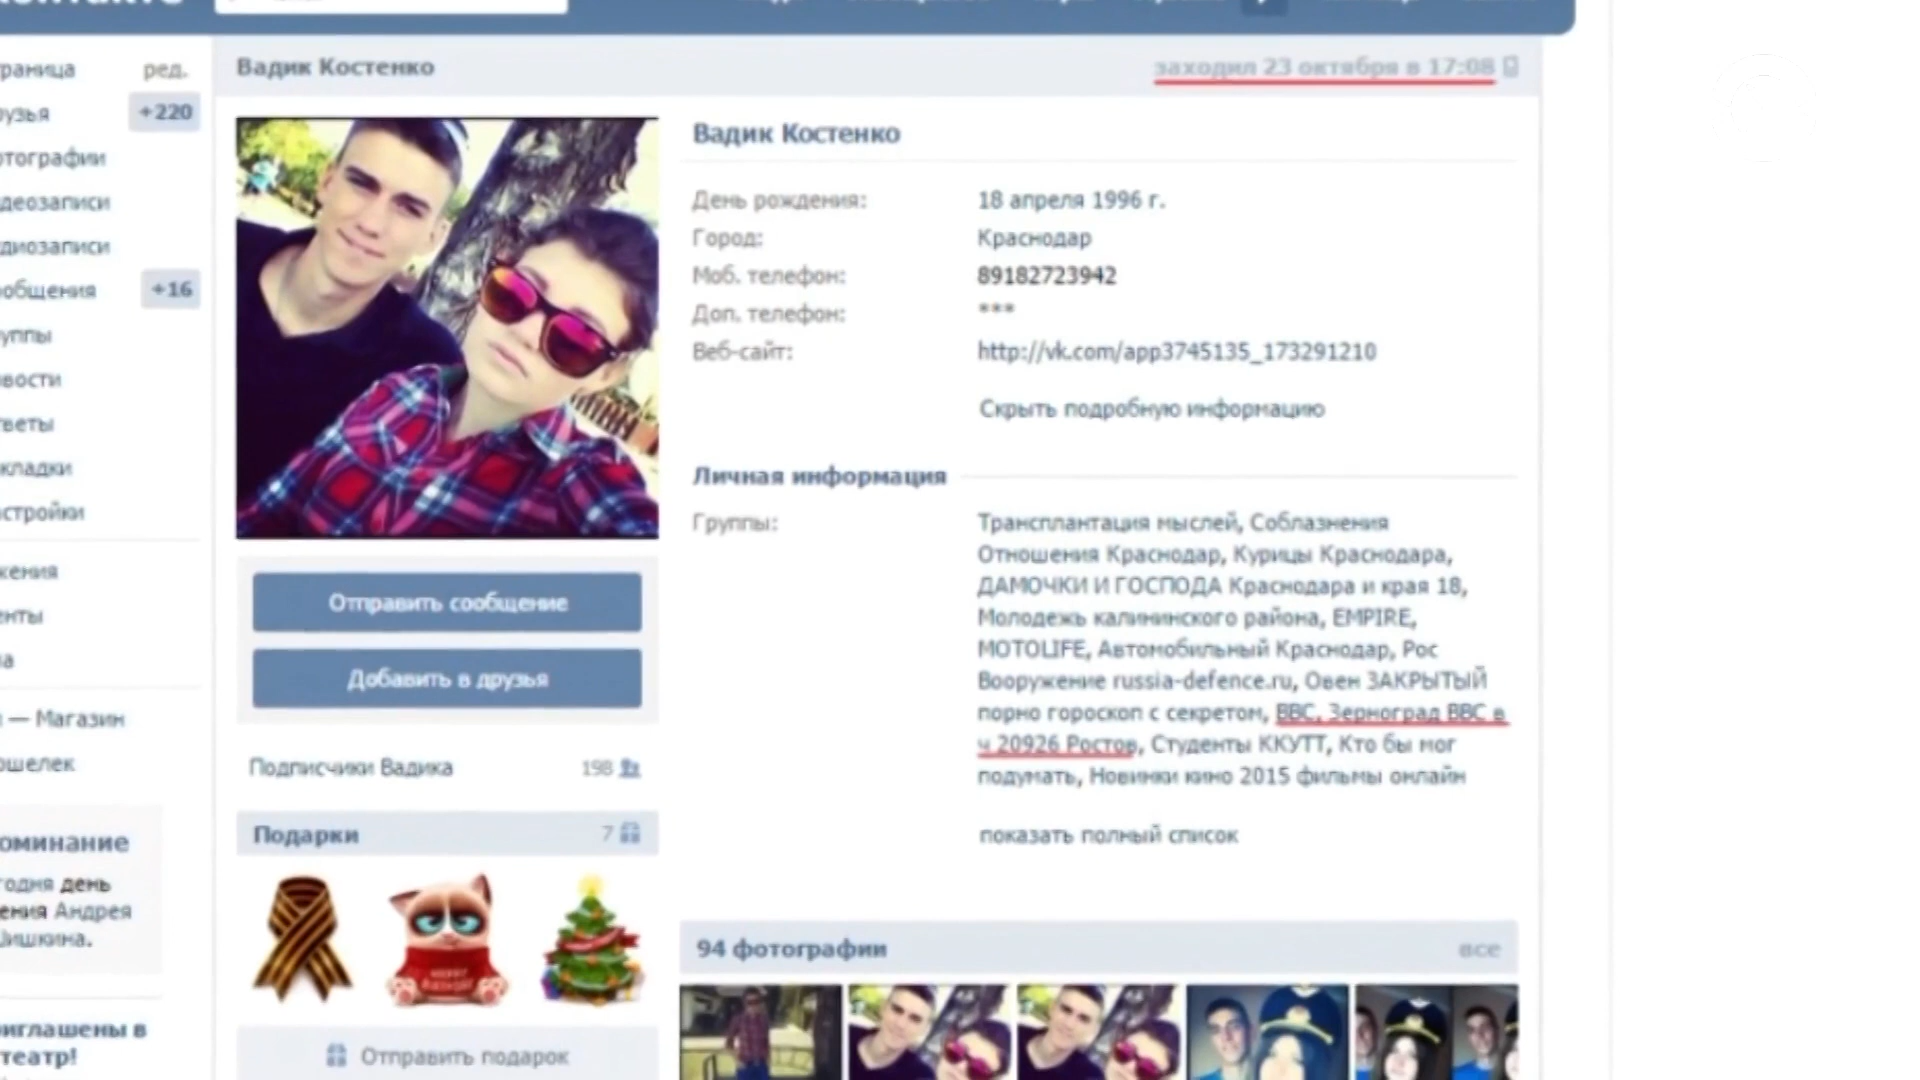 Вадик Костенко
заходил 23 октября в 17:08
ред.
+220
+16
Вадик Костенко
День рождения: 18 апреля 1996 г.
Город: Краснодар
Моб. телефон: 89182723942
Доп. телефон: ***
Веб-сайт: http://vk.com/app3745135_173291210
Скрыть подробную информацию
Личная информация
Группы: Трансплантация мыслей, Соблазнения
Отношения Краснодар, Курицы Краснодара,
ДАМОЧКИ И ГОСПОДА Краснодара и края 18,
Молодежь калининского района, EMPIRE,
MOTOLIFE, Автомобильный Краснодар, Рос
Вооружение russia-defence.ru, Овен ЗАКРЫТЫЙ
порно гороскоп с секретом, ВВС, Зерноград ВВС в
ч 20926 Ростов, Студенты ККУТТ, Кто бы мог
подумать, Новинки кино 2015 фильмы онлайн
показать полный список
Отправить сообщение
Добавить в друзья
Подписчики Вадика 198
Подарки 7
Отправить подарок
94 фотографии все
— Магазин
день
Андрея
в
театр!